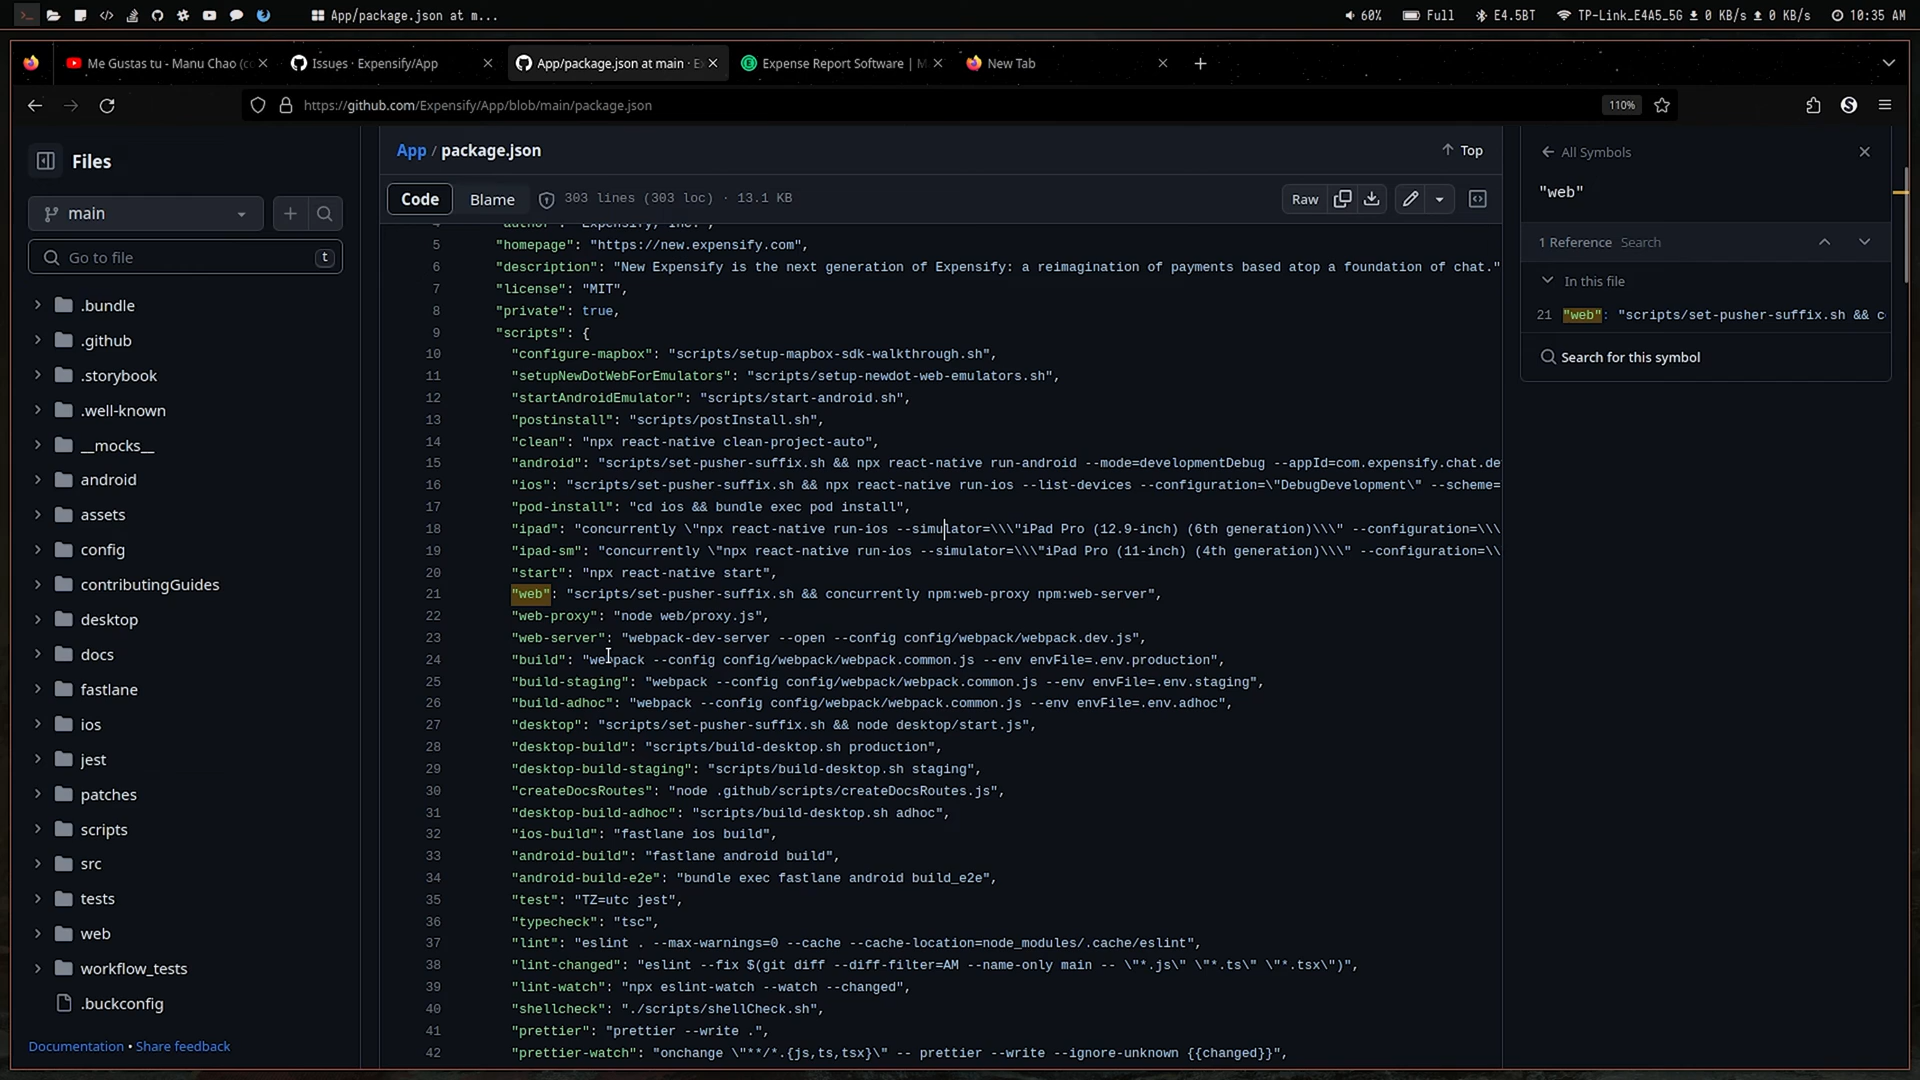 App/package.json at m...
60%
Full
E4.5BT
TP-Link_E4A5_5G
0 KB/s
0 KB/s
10:35 AM
Me Gustas tu - Manu Chao (c
Issues · Expensify/App
App/package.json at main · E
Expense Report Software | M
New Tab
https://github.com/Expensify/App/blob/main/package.json
110%
Files
main
Go to file
t
.bundle
.github
.storybook
.well-known
__mocks__
android
assets
config
contributingGuides
desktop
docs
fastlane
ios
jest
patches
scripts
src
tests
web
workflow_tests
.buckconfig
Documentation • Share feedback
App / package.json
Top
Code
Blame
303 lines (303 loc) · 13.1 KB
Raw
4 "author": "Expensify, Inc.",
5 "homepage": "https://new.expensify.com",
6 "description": "New Expensify is the next generation of Expensify: a reimagination of payments based atop a foundation of chat."
7 "license": "MIT",
8 "private": true,
9 "scripts": {
10 "configure-mapbox": "scripts/setup-mapbox-sdk-walkthrough.sh",
11 "setupNewDotWebForEmulators": "scripts/setup-newdot-web-emulators.sh",
12 "startAndroidEmulator": "scripts/start-android.sh",
13 "postinstall": "scripts/postInstall.sh",
14 "clean": "npx react-native clean-project-auto",
15 "android": "scripts/set-pusher-suffix.sh && npx react-native run-android --mode=developmentDebug --appId=com.expensify.chat.de
16 "ios": "scripts/set-pusher-suffix.sh && npx react-native run-ios --list-devices --configuration=\"DebugDevelopment\" --scheme=
17 "pod-install": "cd ios && bundle exec pod install",
18 "ipad": "concurrently \"npx react-native run-ios --simulator=\\\"iPad Pro (12.9-inch) (6th generation)\\\" --configuration=\\\
19 "ipad-sm": "concurrently \"npx react-native run-ios --simulator=\\\"iPad Pro (11-inch) (4th generation)\\\" --configuration=\\
20 "start": "npx react-native start",
21 "web": "scripts/set-pusher-suffix.sh && concurrently npm:web-proxy npm:web-server",
22 "web-proxy": "node web/proxy.js",
23 "web-server": "webpack-dev-server --open --config config/webpack/webpack.dev.js",
24 "build": "webpack --config config/webpack/webpack.common.js --env envFile=.env.production",
25 "build-staging": "webpack --config config/webpack/webpack.common.js --env envFile=.env.staging",
26 "build-adhoc": "webpack --config config/webpack/webpack.common.js --env envFile=.env.adhoc",
27 "desktop": "scripts/set-pusher-suffix.sh && node desktop/start.js",
28 "desktop-build": "scripts/build-desktop.sh production",
29 "desktop-build-staging": "scripts/build-desktop.sh staging",
30 "createDocsRoutes": "node .github/scripts/createDocsRoutes.js",
31 "desktop-build-adhoc": "scripts/build-desktop.sh adhoc",
32 "ios-build": "fastlane ios build",
33 "android-build": "fastlane android build",
34 "android-build-e2e": "bundle exec fastlane android build_e2e",
35 "test": "TZ=utc jest",
36 "typecheck": "tsc",
37 "lint": "eslint . --max-warnings=0 --cache --cache-location=node_modules/.cache/eslint",
38 "lint-changed": "eslint --fix $(git diff --diff-filter=AM --name-only main -- \"*.js\" \"*.ts\" \"*.tsx\")",
39 "lint-watch": "npx eslint-watch --watch --changed",
40 "shellcheck": "./scripts/shellCheck.sh",
41 "prettier": "prettier --write .",
42 "prettier-watch": "onchange \"**/*.{js,ts,tsx}\" -- prettier --write --ignore-unknown {{changed}}",
All Symbols
"web"
1 Reference Search
In this file
21 "web": "scripts/set-pusher-suffix.sh && c
Search for this symbol